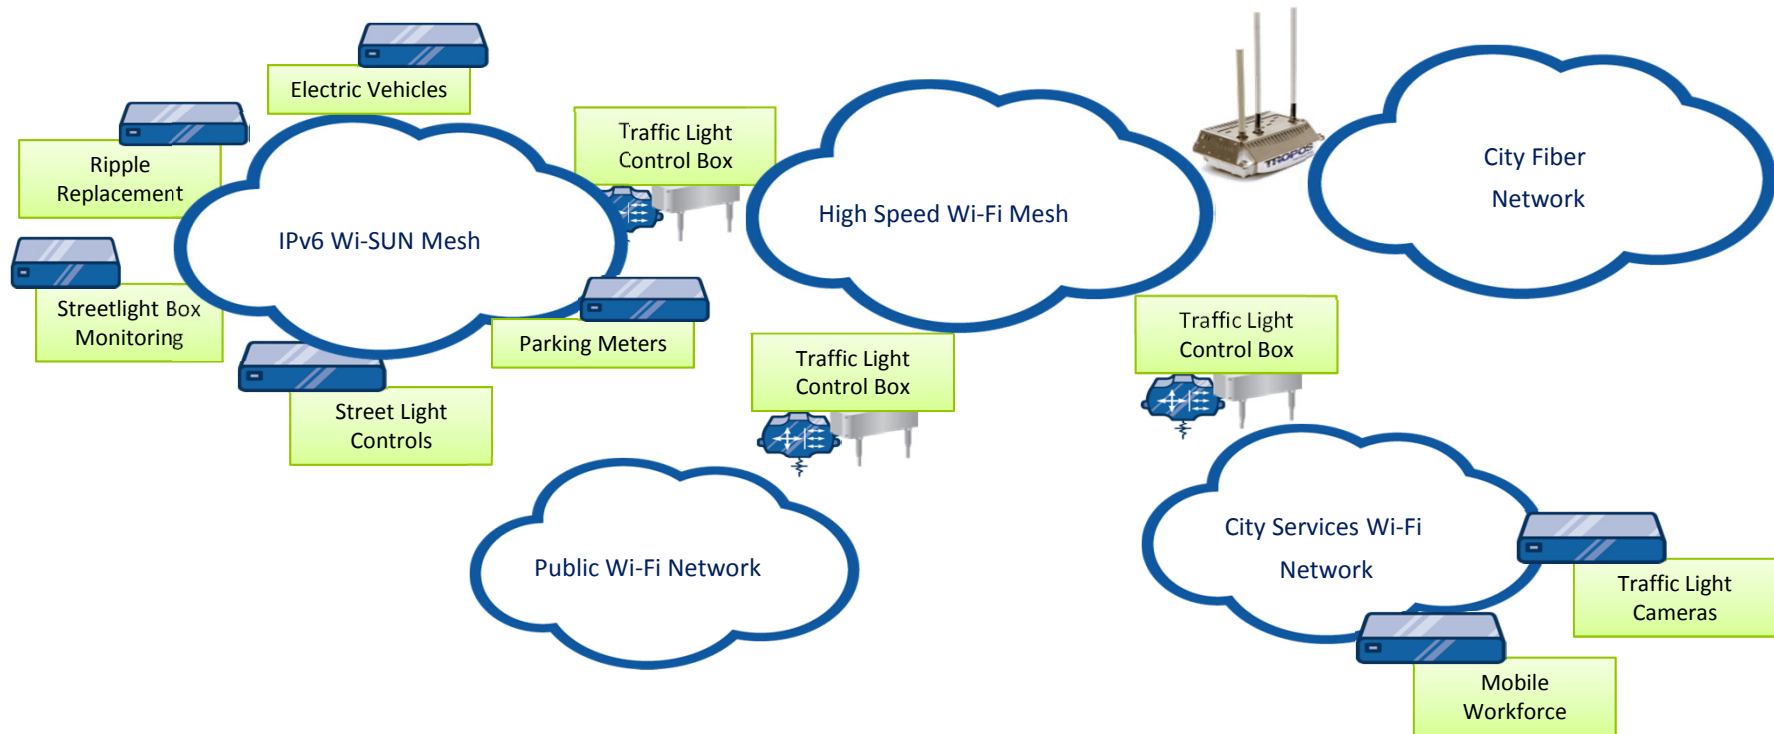 Electric Vehicles
Ripple
Replacement
Streetlight Box
Monitoring
Street Light
Controls
Parking Meters
IPv6 Wi-SUN Mesh
Traffic Light
Control Box
High Speed Wi-Fi Mesh
TROPOS
City Fiber
Network
Traffic Light
Control Box
Traffic Light
Control Box
Public Wi-Fi Network
City Services Wi-Fi
Network
Traffic Light
Cameras
Mobile
Workforce